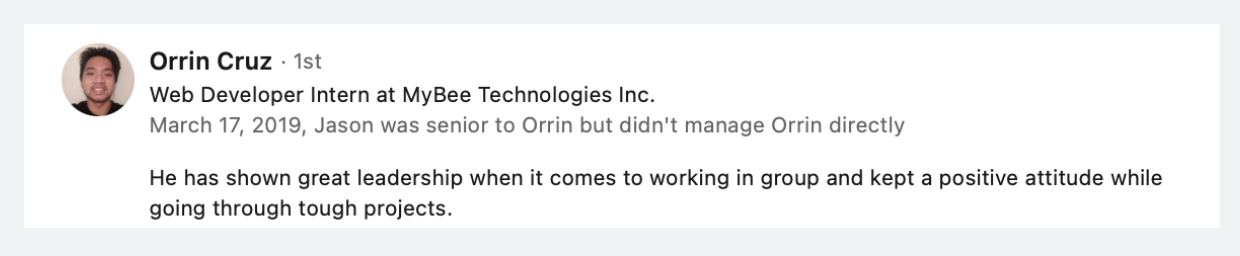 Orrin Cruz · 1st
Web Developer Intern at MyBee Technologies Inc.
March 17, 2019, Jason was senior to Orrin but didn't manage Orrin directly
He has shown great leadership when it comes to working in group and kept a positive attitude while
going through tough projects.